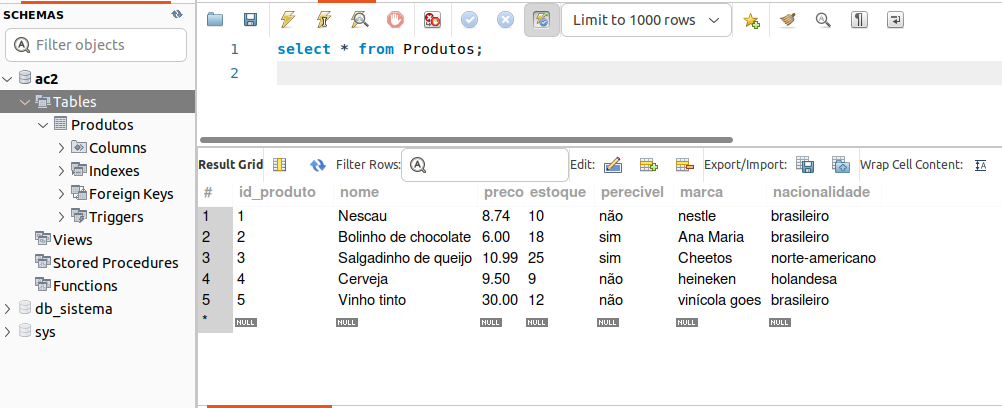 SCHEMAS
Filter objects
ac2
Tables
Produtos
Columns
Indexes
Foreign Keys
Triggers
Views
Stored Procedures
Functions
db_sistema
sys
Limit to 1000 rows
1 select * from Produtos;
2
Result Grid Filter Rows: Edit: Export/Import: Wrap Cell Content:
# id_produto nome preco estoque perecivel marca nacionalidade
1 1 Nescau 8.74 10 não nestle brasileiro
2 2 Bolinho de chocolate 6.00 18 sim Ana Maria brasileiro
3 3 Salgadinho de queijo 10.99 25 sim Cheetos norte-americano
4 4 Cerveja 9.50 9 não heineken holandesa
5 5 Vinho tinto 30.00 12 não vinícola goes brasileiro
* NULL NULL NULL NULL NULL NULL NULL